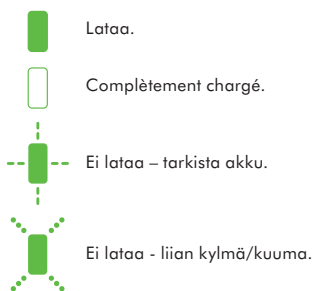 Lataa.
Complètement chargé.
Ei lataa – tarkista akku.
Ei lataa - liian kylmä/kuuma.